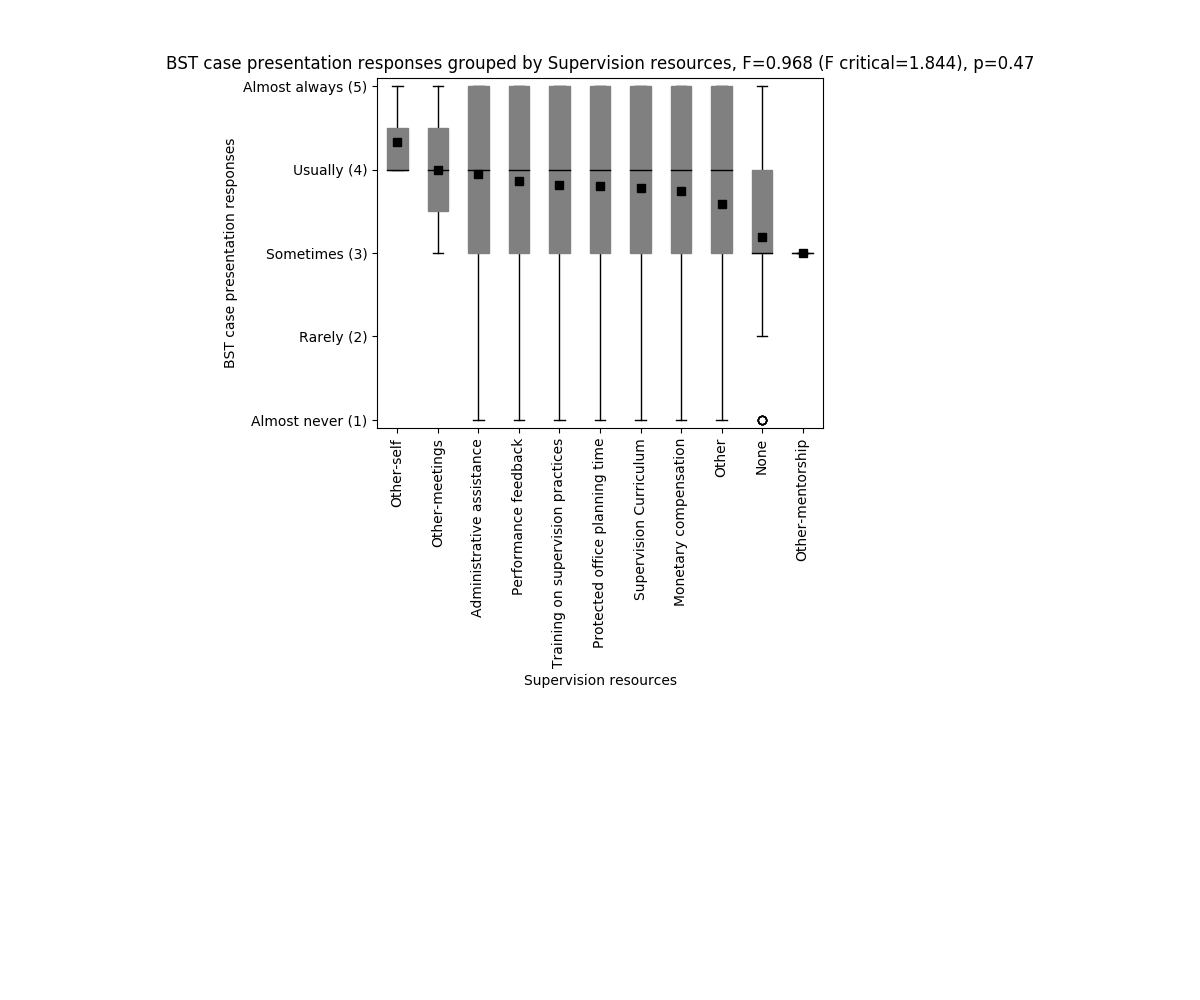 BST case presentation responses grouped by Supervision resources, F=0.968 (F critical=1.844), p=0.47
Almost always (5)
Usually (4)
Sometimes (3)
Rarely (2)
Almost never (1)
BST case presentation responses
Other-self
Other-meetings
Administrative assistance
Performance feedback
Training on supervision practices
Protected office planning time
Supervision Curriculum
Monetary compensation
Other
None
Other-mentorship
Supervision resources